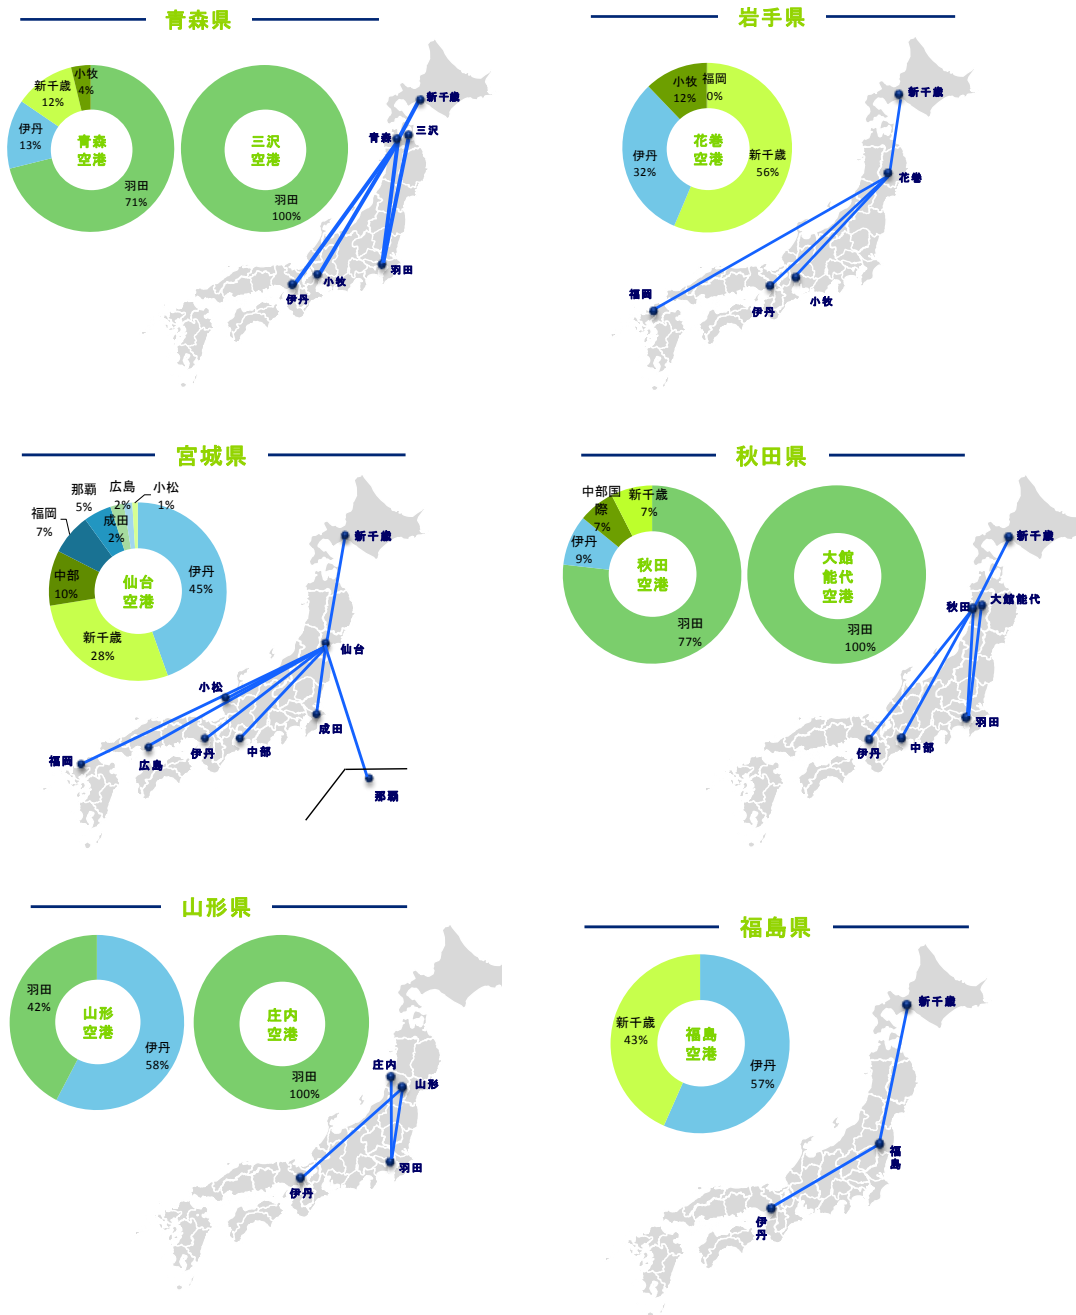 青森県
小牧
4%
新千歳
12%
伊丹
13%
青森
空港
羽田
71%
三沢
空港
羽田
100%
新千歳
三沢
青森
羽田
小牧
伊丹
岩手県
小牧
12%
福岡
0%
伊丹
32%
花巻
空港
新千歳
56%
新千歳
花巻
福岡
伊丹
小牧
宮城県
小松
1%
広島
2%
那覇
5%
成田
2%
福岡
7%
中部
10%
仙台
空港
伊丹
45%
新千歳
28%
新千歳
仙台
小松
成田
福岡
広島
伊丹
中部
那覇
秋田県
中部国
際
7%
新千歳
7%
伊丹
9%
秋田
空港
羽田
77%
大館
能代
空港
羽田
100%
新千歳
秋田
大館能代
羽田
伊丹
中部
山形県
羽田
42%
山形
空港
伊丹
58%
庄内
空港
羽田
100%
庄内
山形
羽田
伊丹
福島県
新千歳
43%
福島
空港
伊丹
57%
新千歳
福
島
伊
丹